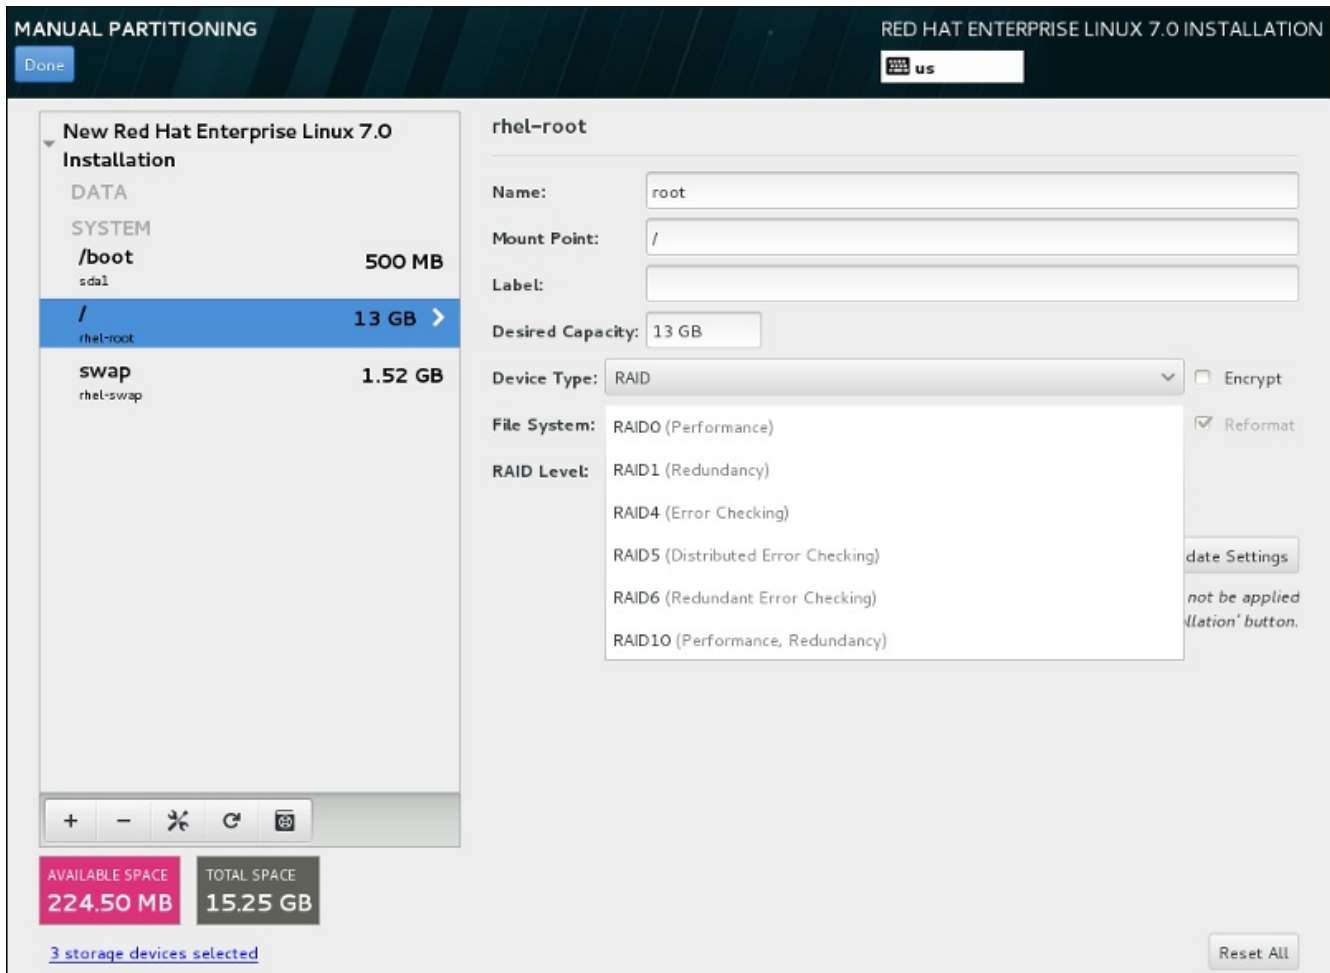 MANUAL PARTITIONING
RED HAT ENTERPRISE LINUX 7.0 INSTALLATION
Done
us
New Red Hat Enterprise Linux 7.0
Installation
DATA
SYSTEM
/boot 500 MB
sda1
/ 13 GB
rhel-root
swap 1.52 GB
rhel-swap
+ −
AVAILABLE SPACE
224.50 MB
TOTAL SPACE
15.25 GB
3 storage devices selected
rhel-root
Name: root
Mount Point: /
Label:
Desired Capacity: 13 GB
Device Type: RAID Encrypt
File System: Reformat
RAID Level:
RAID0 (Performance)
RAID1 (Redundancy)
RAID4 (Error Checking)
RAID5 (Distributed Error Checking)
RAID6 (Redundant Error Checking)
RAID10 (Performance, Redundancy)
date Settings
not be applied
llation' button.
Reset All